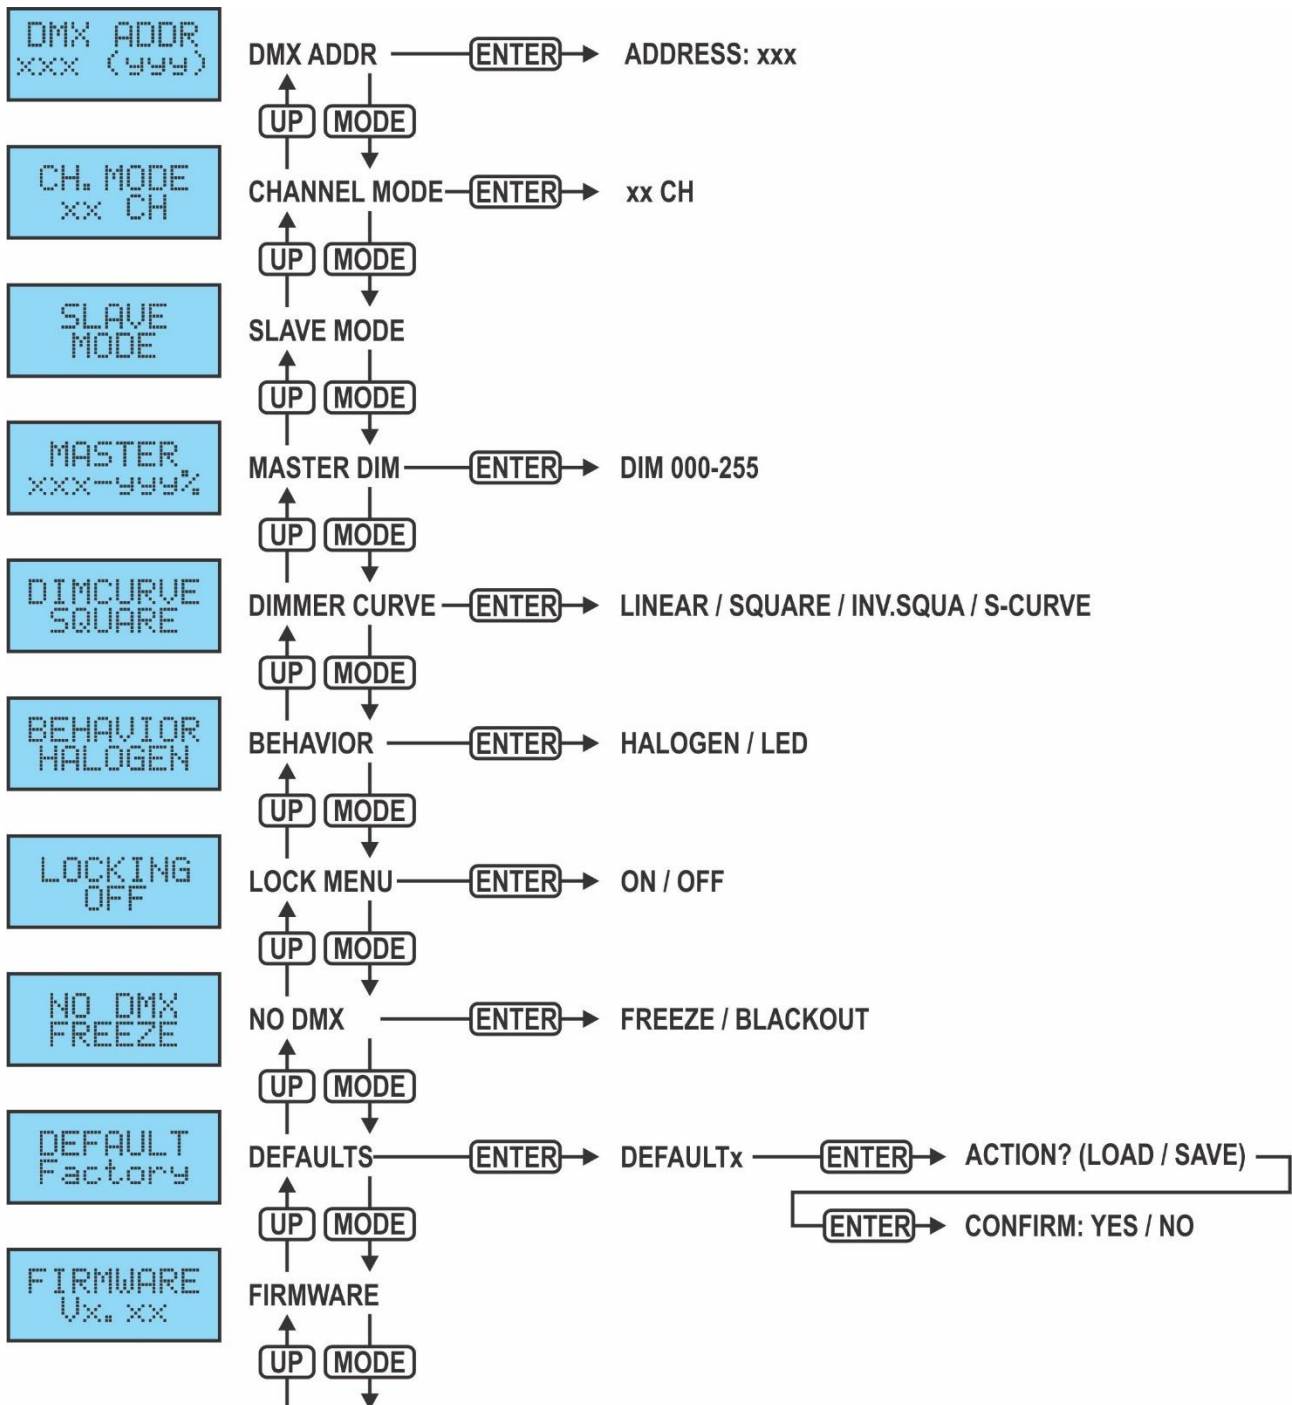 DMX ADDR
xxx (yyy)
DMX ADDR ENTER ADDRESS: xxx
UP MODE
CH. MODE
xx CH
CHANNEL MODE ENTER xx CH
UP MODE
SLAVE
MODE
SLAVE MODE
UP MODE
MASTER
xxx-yyy%
MASTER DIM ENTER DIM 000-255
UP MODE
DIMCURVE
SQUARE
DIMMER CURVE ENTER LINEAR / SQUARE / INV.SQUA / S-CURVE
UP MODE
BEHAVIOR
HALOGEN
BEHAVIOR ENTER HALOGEN / LED
UP MODE
LOCKING
OFF
LOCK MENU ENTER ON / OFF
UP MODE
NO DMX
FREEZE
NO DMX ENTER FREEZE / BLACKOUT
UP MODE
DEFAULT
Factory
DEFAULTS ENTER DEFAULTx ENTER ACTION? (LOAD / SAVE)
ENTER CONFIRM: YES / NO
UP MODE
FIRMWARE
Vx.xx
FIRMWARE
UP MODE